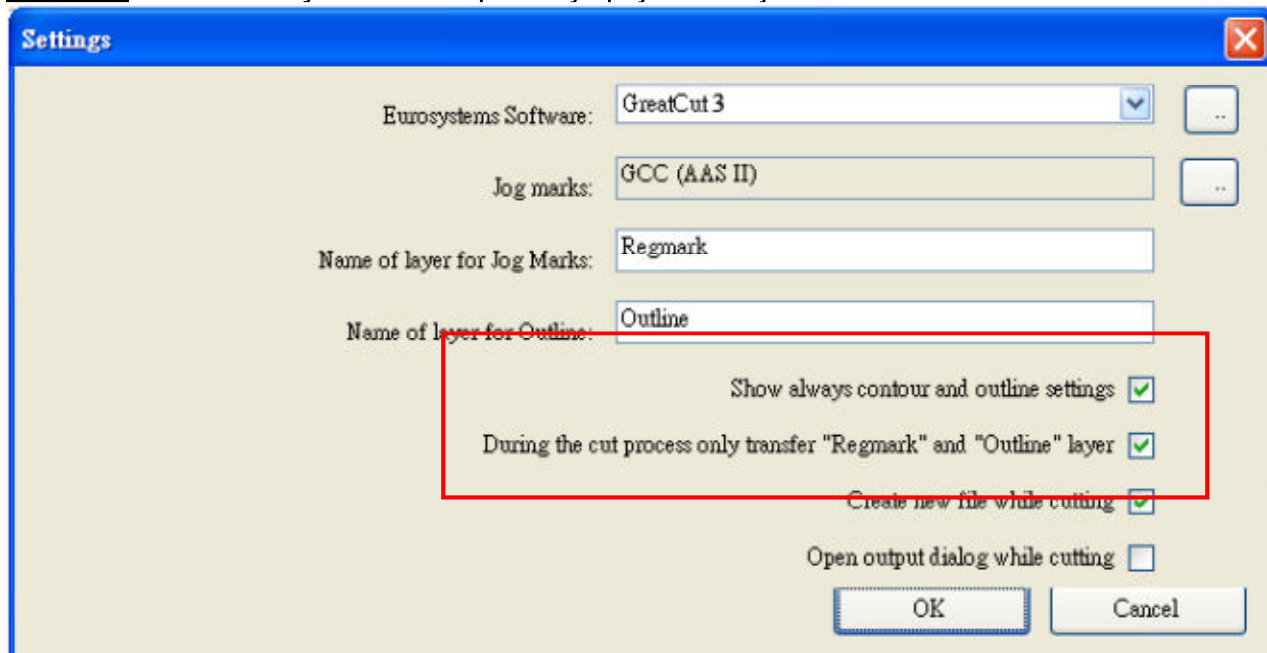 Settings
Eurosystems Software: GreatCut 3 ..
Jog marks: GCC (AAS II) ..
Name of layer for Jog Marks: Regmark
Name of layer for Outline: Outline
Show always contour and outline settings
During the cut process only transfer "Regmark" and "Outline" layer
Create new file while cutting
Open output dialog while cutting
OK Cancel